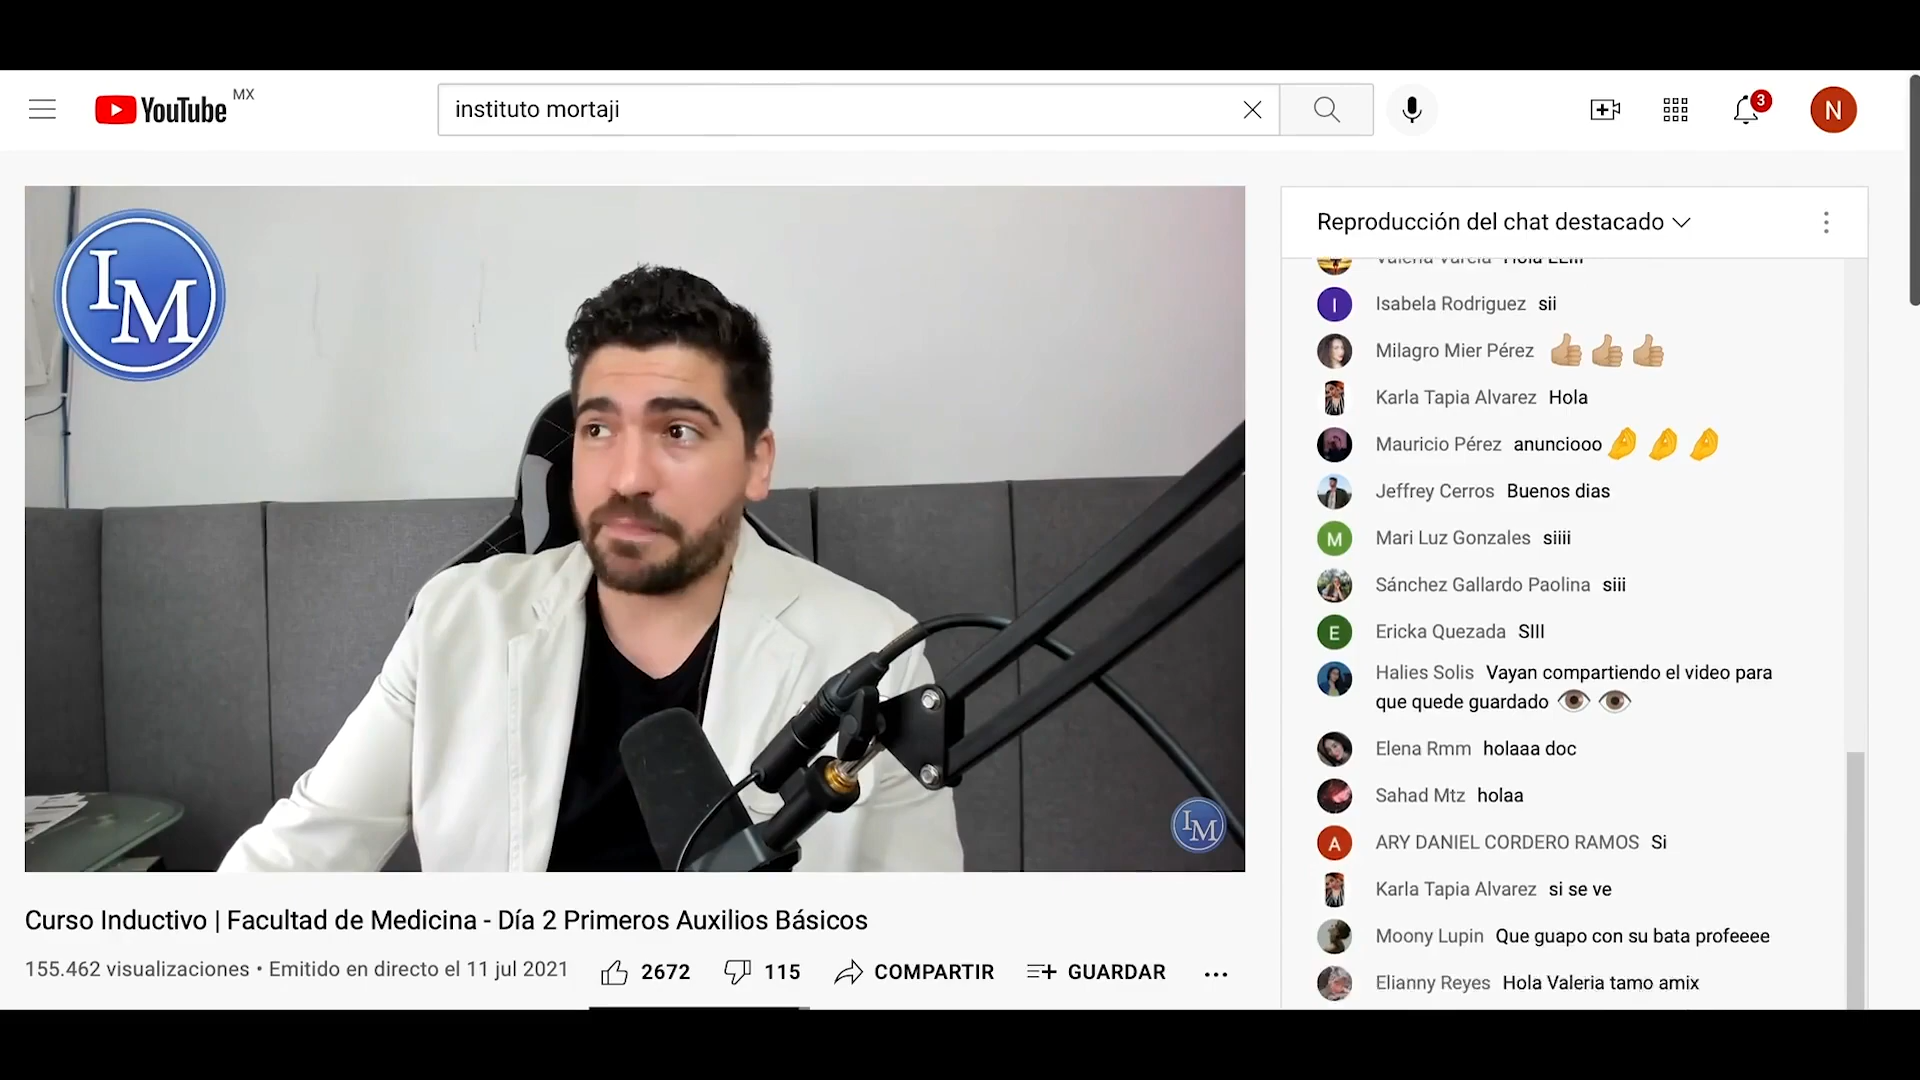 YouTube MX
instituto mortaji
3
N
IM
Reproducción del chat destacado
I Isabela Rodriguez sii
Milagro Mier Pérez 👍🏼 👍🏼 👍🏼
Karla Tapia Alvarez Hola
Mauricio Pérez anunciooo
Jeffrey Cerros Buenos dias
M Mari Luz Gonzales siiii
Sánchez Gallardo Paolina siii
E Ericka Quezada SIII
Halies Solis Vayan compartiendo el video para
que quede guardado 👁 👁
Elena Rmm holaaa doc
Sahad Mtz holaa
A ARY DANIEL CORDERO RAMOS Si
Karla Tapia Alvarez si se ve
Moony Lupin Que guapo con su bata profeeee
Elianny Reyes Hola Valeria tamo amix
IM
Curso Inductivo | Facultad de Medicina - Día 2 Primeros Auxilios Básicos
155.462 visualizaciones • Emitido en directo el 11 jul 2021
2672
115
COMPARTIR
GUARDAR